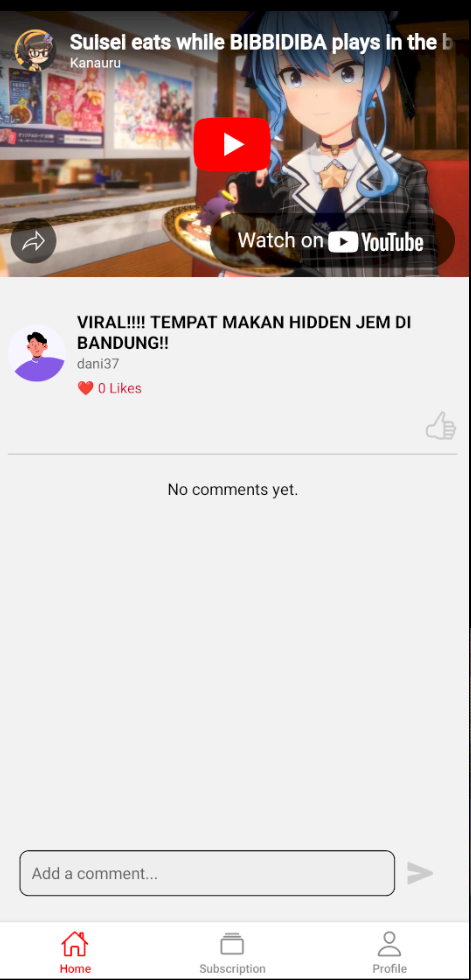 Suisei eats while BIBBIDIBA plays in the b
Kanauru
Watch on YouTube
VIRAL!!!! TEMPAT MAKAN HIDDEN JEM DI
BANDUNG!!
dani37
❤️ 0 Likes
No comments yet.
Add a comment...
Home
Subscription
Profile